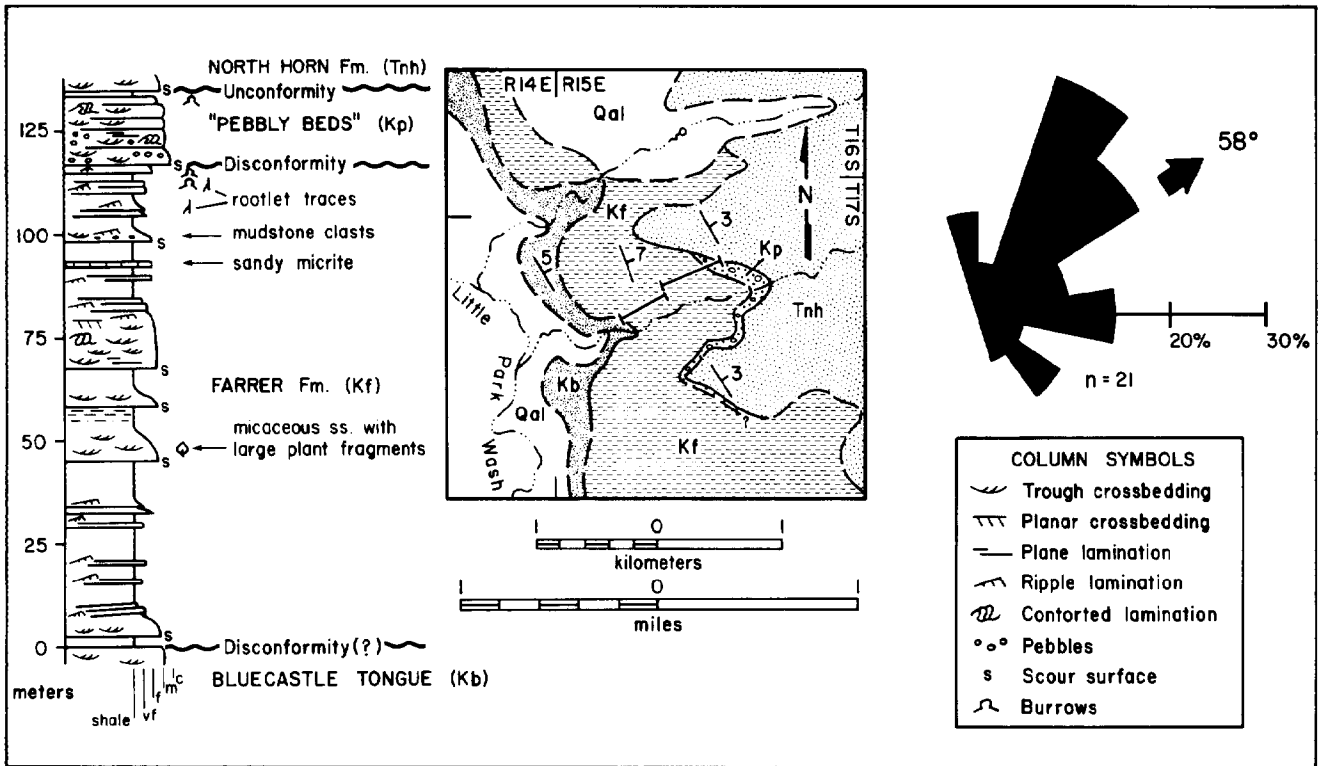 NORTH HORN Fm. (Tnh)
s
Unconformity
"PEBBLY BEDS" (Kp)
125
s
Disconformity
rootlet traces
100
mudstone clasts
s
sandy micrite
75
s
FARRER Fm. (Kf)
s
micaceous ss. with
50
large plant fragments
s
25
s
0
Disconformity(?)
BLUECASTLE TONGUE (Kb)
meters
shale
vf
f
m
c
R14E R15E
Qal
T16S T17S
N
Kf
3
Kp
5
7
Tnh
Little
Park
Wash
Kb
Qal
3
?
Kf
1 0 1
kilometers
1 0 1
miles
58°
20% 30%
n = 21
COLUMN SYMBOLS
Trough crossbedding
Planar crossbedding
Plane lamination
Ripple lamination
Contorted lamination
Pebbles
s Scour surface
Burrows